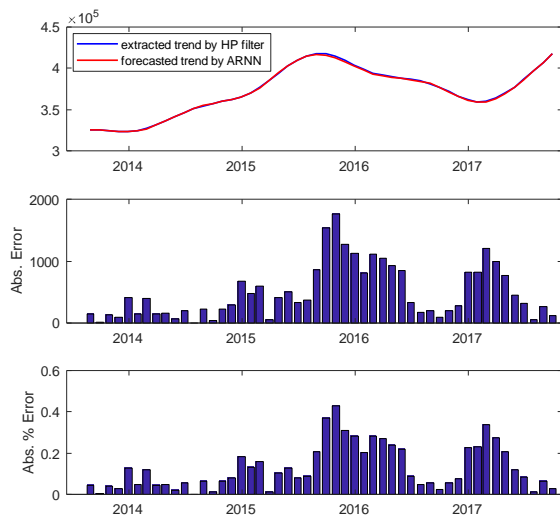 ×10⁵
4.5
4
3.5
3
extracted trend by HP filter
forecasted trend by ARNN
2014 2015 2016 2017
2000
1000
0
Abs. Error
2014 2015 2016 2017
0.6
0.4
0.2
0
Abs. % Error
2014 2015 2016 2017